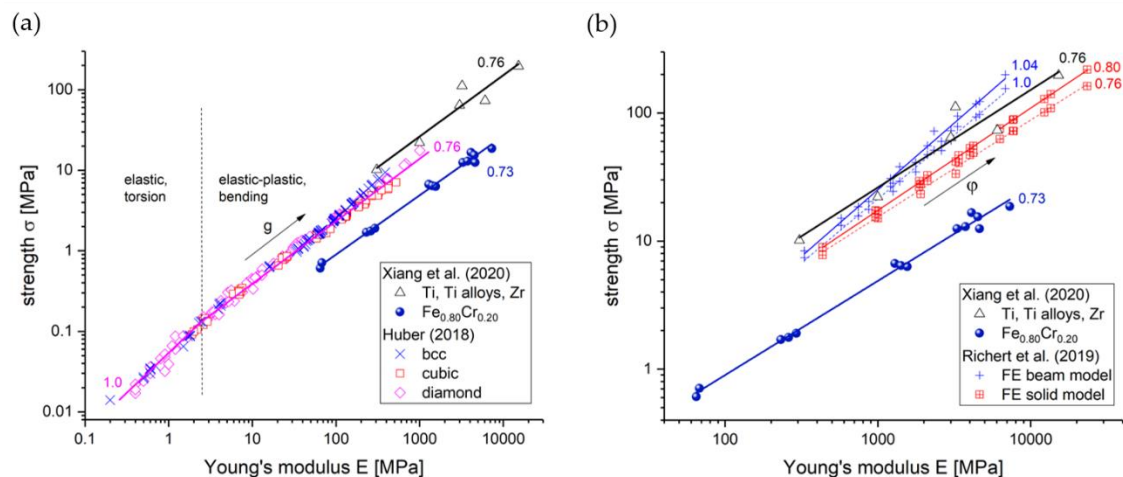 (a)
100
10
1
0.1
0.01
strength σ [MPa]
0.1
1
10
100
1000
10000
Young's modulus E [MPa]
elastic,
torsion
elastic-plastic,
bending
g
1.0
0.76
0.76
0.73
Xiang et al. (2020)
Ti, Ti alloys, Zr
Fe0.80Cr0.20
Huber (2018)
bcc
cubic
diamond
(b)
100
10
1
strength σ [MPa]
100
1000
10000
Young's modulus E [MPa]
1.04
1.0
0.76
0.80
0.76
φ
0.73
Xiang et al. (2020)
Ti, Ti alloys, Zr
Fe0.80Cr0.20
Richert et al. (2019)
FE beam model
FE solid model